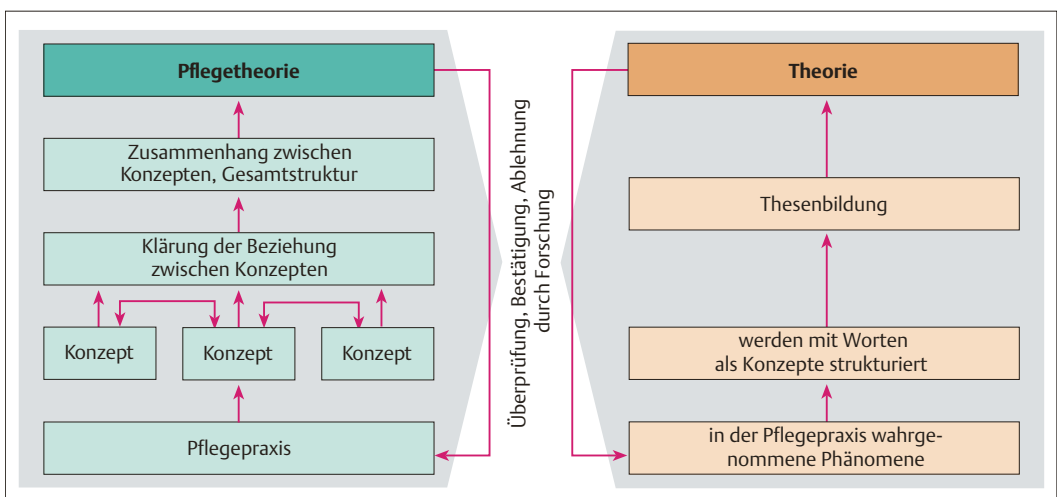 Pflegetheorie
Zusammenhang zwischen
Konzepten, Gesamtstruktur
Klärung der Beziehung
zwischen Konzepten
Konzept
Konzept
Konzept
Pflegepraxis
Überprüfung, Bestätigung, Ablehnung
durch Forschung
Theorie
Thesenbildung
werden mit Worten
als Konzepte strukturiert
in der Pflegepraxis wahrge-
nommene Phänomene